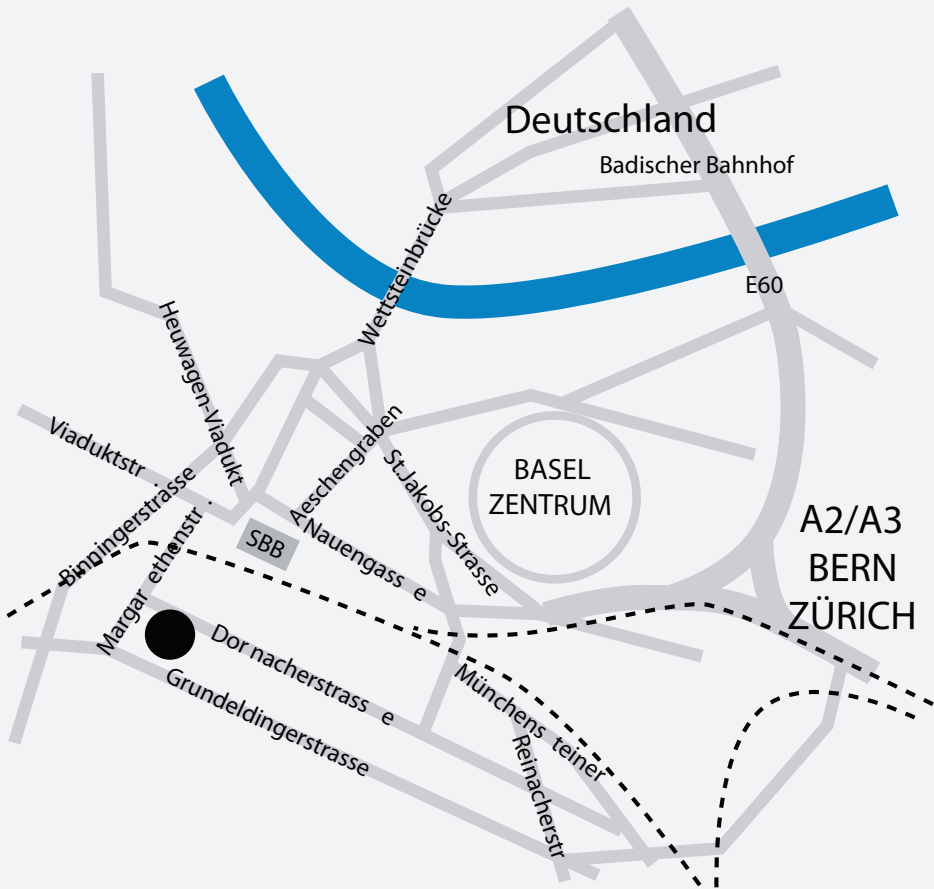 Deutschland
Badischer Bahnhof
Wettsteinbrücke
E60
Heuwagen-Viadukt
Viaduktstr.
Aeschengraben
St.Jakobs-Strasse
BASEL
ZENTRUM
Binningerstrasse
Margar ethenstr.
SBB
Nauengass e
A2/A3
BERN
ZÜRICH
Dor nacherstrass e
Grundeldingerstrasse
Münchens teiner
Reinacherstr